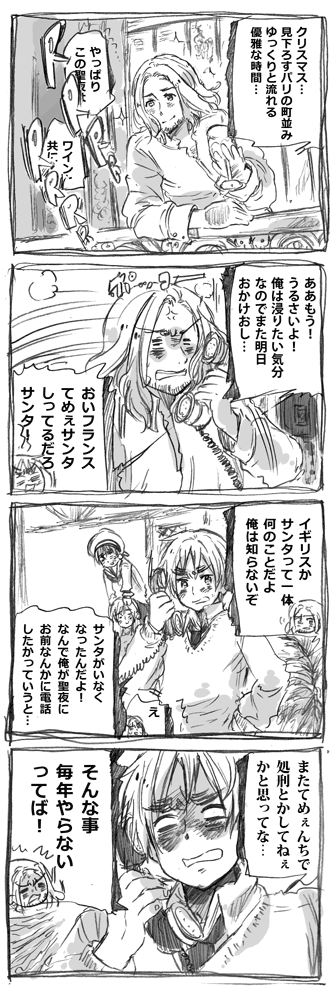 クリスマス…
見下ろすパリの町並み
ゆっくりと流れる
優雅な時間…
やっぱり
この聖夜は
ワインと
共に
ああもう!
うるさいよ!
俺は浸りたい気分
なのでまた明日
おかけおし…
おいフランス
てめぇサンタ
しってるだろ
サンタ!
イギリスか
サンタって一体
何のことだよ
俺は知らないぞ
サンタがいなく
なったんだよ!
なんで俺が聖夜に
お前なんかに電話
したかっていうと…
え
またてめぇんちで
処刑とかしてねぇ
かと思ってな…
そんな事
毎年やらない
ってば!